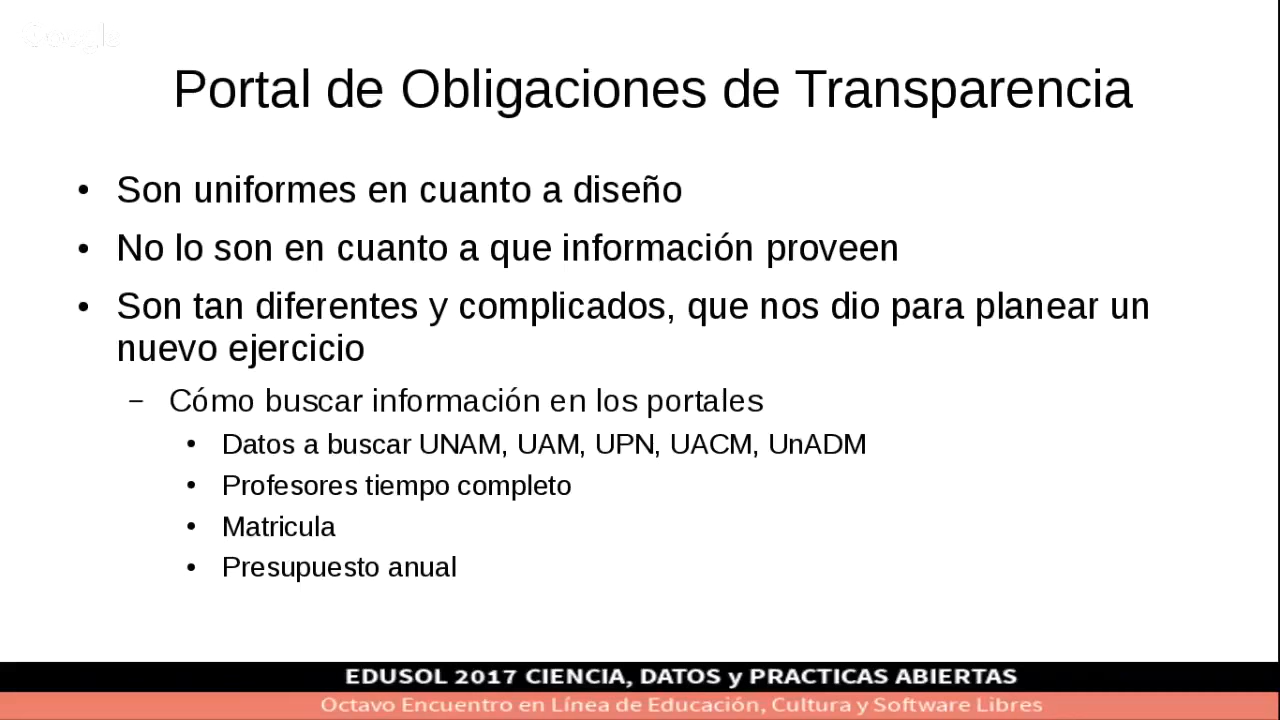 Portal de Obligaciones de Transparencia
• Son uniformes en cuanto a diseño
• No lo son en cuanto a que información proveen
• Son tan diferentes y complicados, que nos dio para planear un
nuevo ejercicio
– Cómo buscar información en los portales
• Datos a buscar UNAM, UAM, UPN, UACM, UnADM
• Profesores tiempo completo
• Matricula
• Presupuesto anual
EDUSOL 2017 CIENCIA, DATOS y PRACTICAS ABIERTAS
Octavo Encuentro en Línea de Educación, Cultura y Software Libres